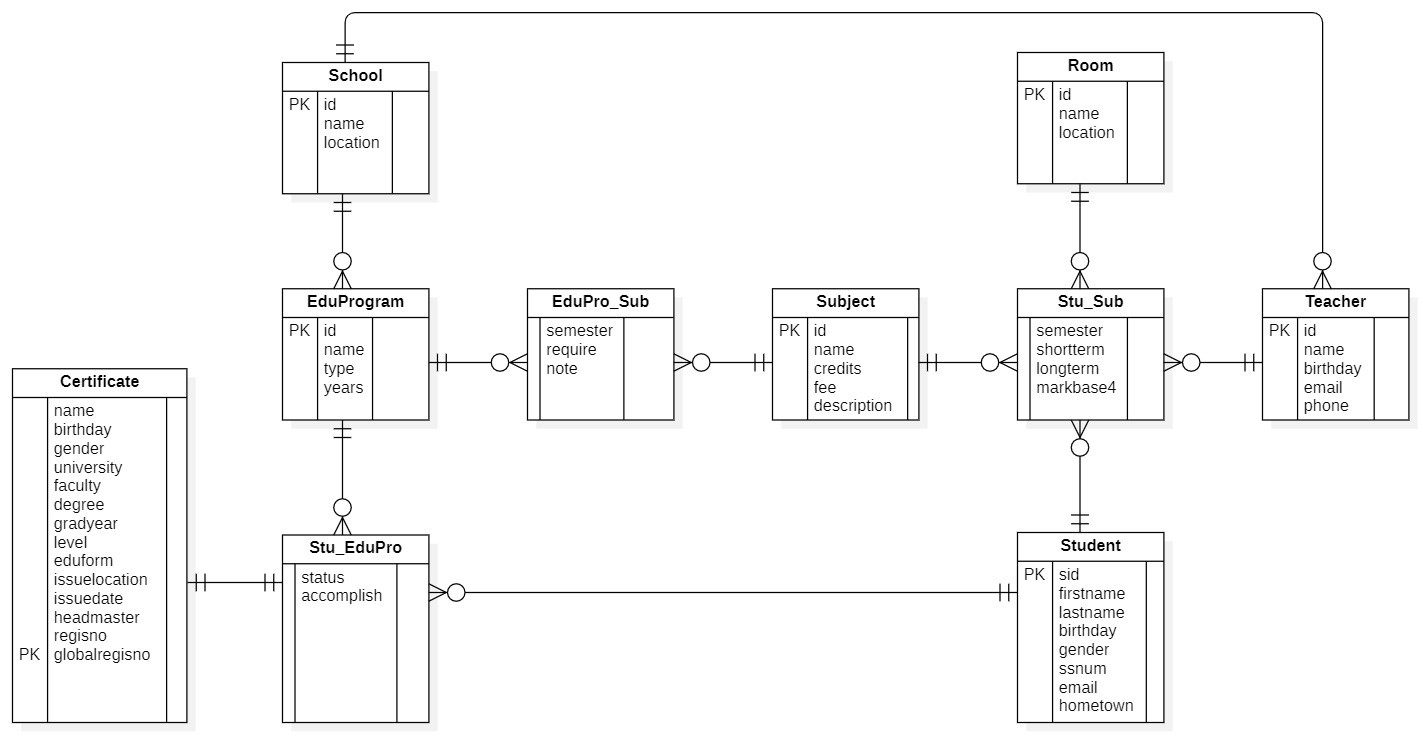 School
PK id
name
location
Room
PK id
name
location
EduProgram
PK id
name
type
years
EduPro_Sub
semester
require
note
Subject
PK id
name
credits
fee
description
Stu_Sub
semester
shortterm
longterm
markbase4
Teacher
PK id
name
birthday
email
phone
Certificate
name
birthday
gender
university
faculty
degree
gradyear
level
eduform
issuelocation
issuedate
headmaster
regisno
PK globalregisno
Stu_EduPro
status
accomplish
Student
PK sid
firstname
lastname
birthday
gender
ssnum
email
hometown